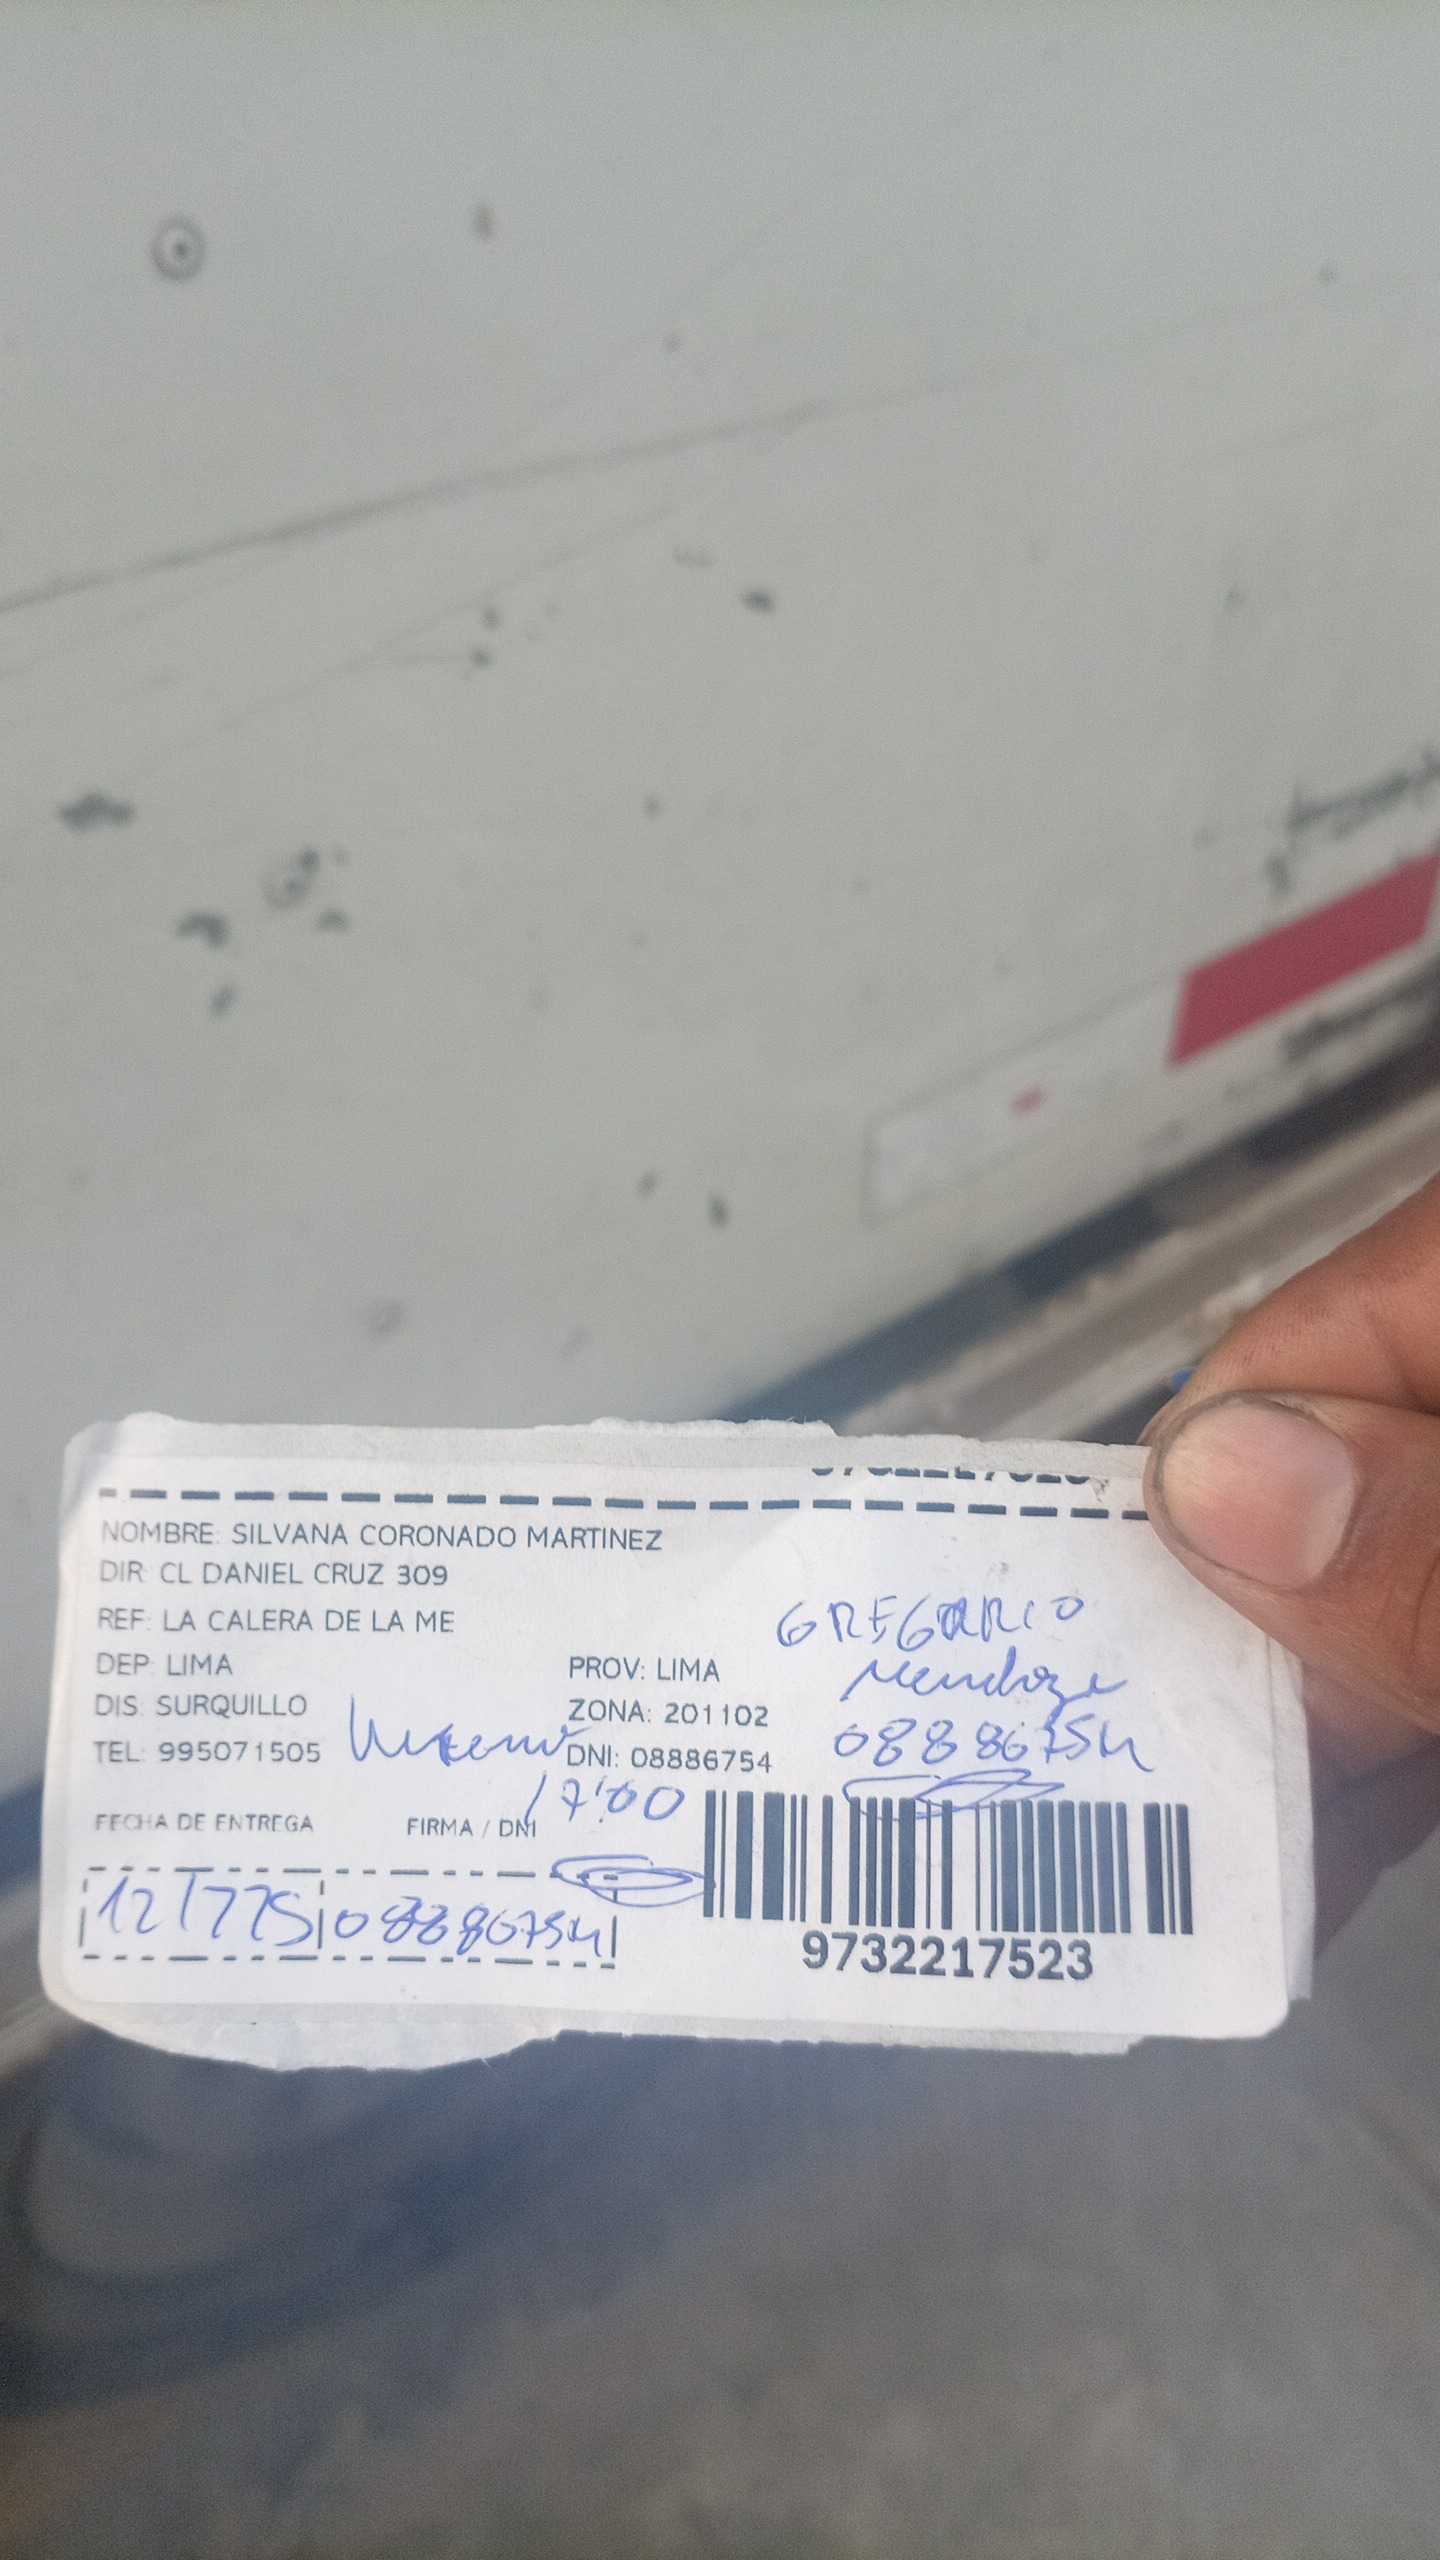 NOMBRE: SILVANA CORONADO MARTINEZ
DIR: CL DANIEL CRUZ 309
REF: LA CALERA DE LA ME
GREGORIO
DEP: LIMA PROV: LIMA
Mendoza
DIS: SURQUILLO ZONA: 201102
08886754
TEL: 995071505 DNI: 08886754
17:00
FECHA DE ENTREGA FIRMA / DNI
12 08886754
9732217523